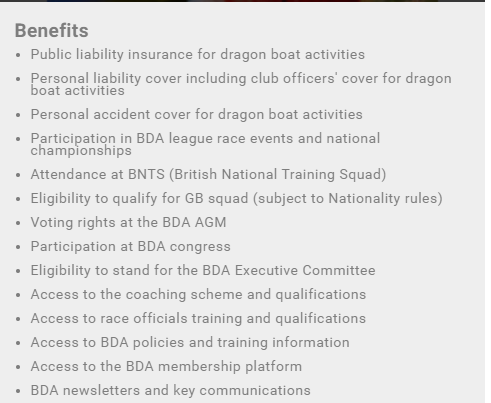 Benefits
• Public liability insurance for dragon boat activities
• Personal liability cover including club officers' cover for dragon
boat activities
• Personal accident cover for dragon boat activities
• Participation in BDA league race events and national
championships
• Attendance at BNTS (British National Training Squad)
• Eligibility to qualify for GB squad (subject to Nationality rules)
• Voting rights at the BDA AGM
• Participation at BDA congress
• Eligibility to stand for the BDA Executive Committee
• Access to the coaching scheme and qualifications
• Access to race officials training and qualifications
• Access to BDA policies and training information
• Access to the BDA membership platform
• BDA newsletters and key communications